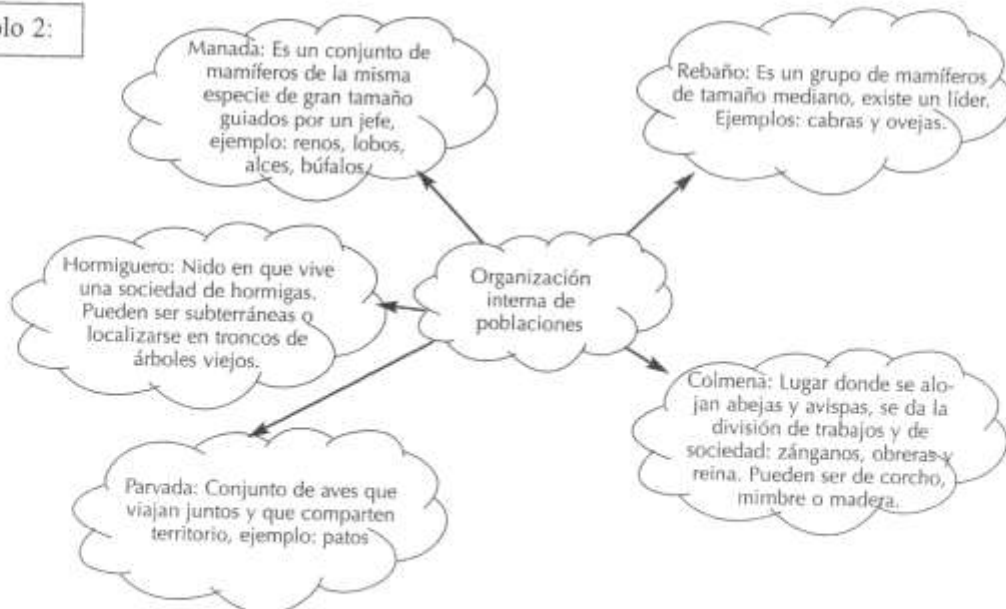 olo 2:
Manada: Es un conjunto de
mamíferos de la misma
especie de gran tamaño
guiados por un jefe,
ejemplo: renos, lobos,
alces, búfalos
Rebaño: Es un grupo de mamíferos
de tamaño mediano, existe un líder.
Ejemplos: cabras y ovejas.
Hormiguero: Nido en que vive
una sociedad de hormigas.
Pueden ser subterráneas o
localizarse en troncos de
árboles viejos.
Organización
interna de
poblaciones
Colmena: Lugar donde se alo-
jan abejas y avispas, se da la
división de trabajos y de
sociedad: zánganos, obreras y
reina. Pueden ser de corcho,
mimbre o madera.
Parvada: Conjunto de aves que
viajan juntos y que comparten
territorio, ejemplo: patos